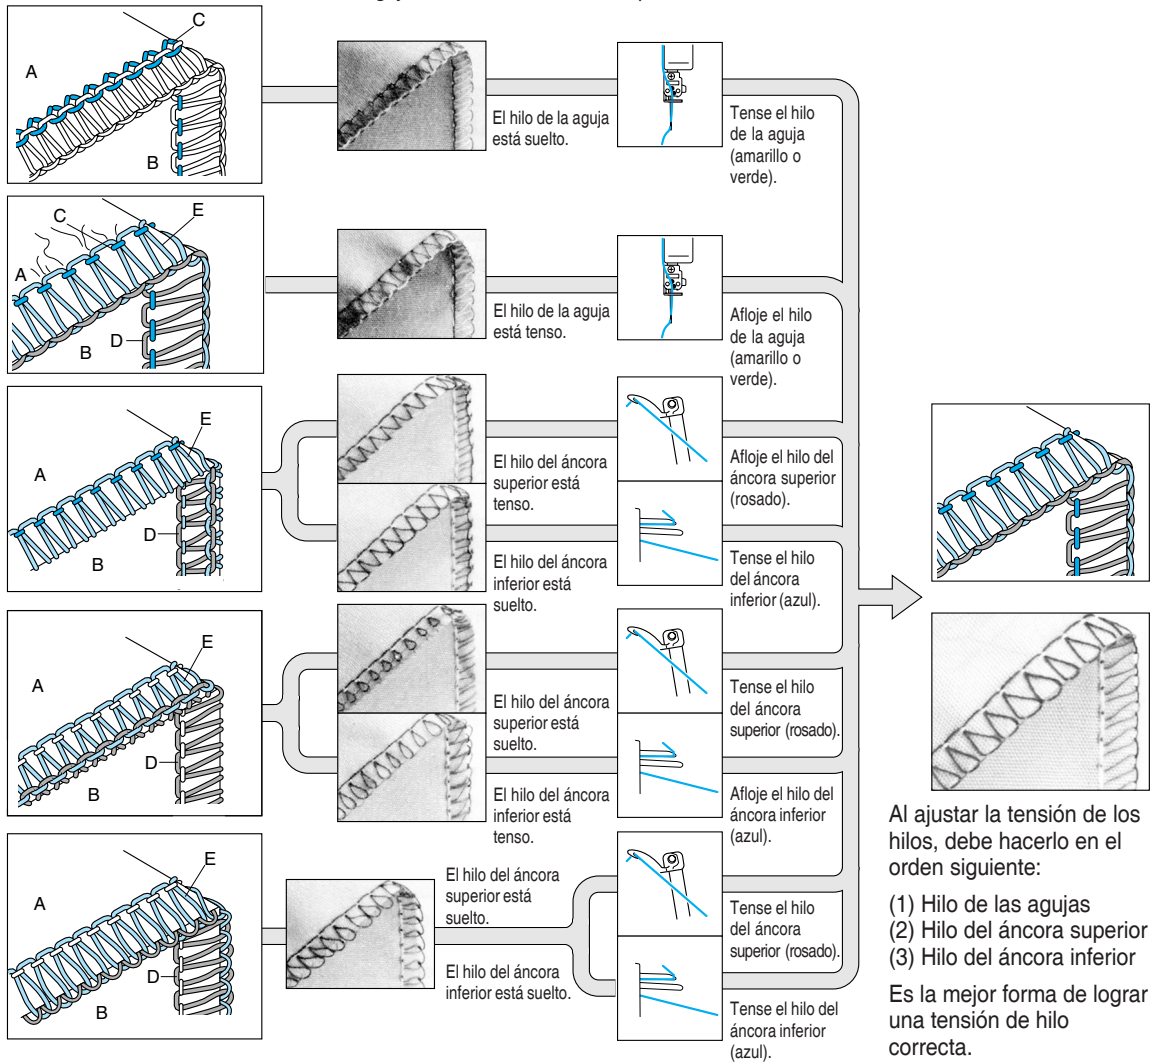 C
A
B
El hilo de la aguja
está suelto.
Tense el hilo
de la aguja
(amarillo o
verde).
C
E
A
D
B
El hilo de la aguja
está tenso.
Afloje el hilo
de la aguja
(amarillo o
verde).
E
A
D
B
El hilo del áncora
superior está
tenso.
Afloje el hilo del
áncora superior
(rosado).
El hilo del áncora
inferior está
suelto.
Tense el hilo
del áncora
inferior (azul).
E
A
D
B
El hilo del áncora
superior está
suelto.
Tense el hilo
del áncora
superior (rosado).
El hilo del áncora
inferior está
tenso.
Afloje el hilo del
áncora inferior
(azul).
E
A
D
B
El hilo del áncora
superior está
suelto.
Tense el hilo
del áncora
superior (rosado).
El hilo del áncora
inferior está suelto.
Tense el hilo del
áncora inferior
(azul).
Al ajustar la tensión de los
hilos, debe hacerlo en el
orden siguiente:
(1) Hilo de las agujas
(2) Hilo del áncora superior
(3) Hilo del áncora inferior
Es la mejor forma de lograr
una tensión de hilo
correcta.